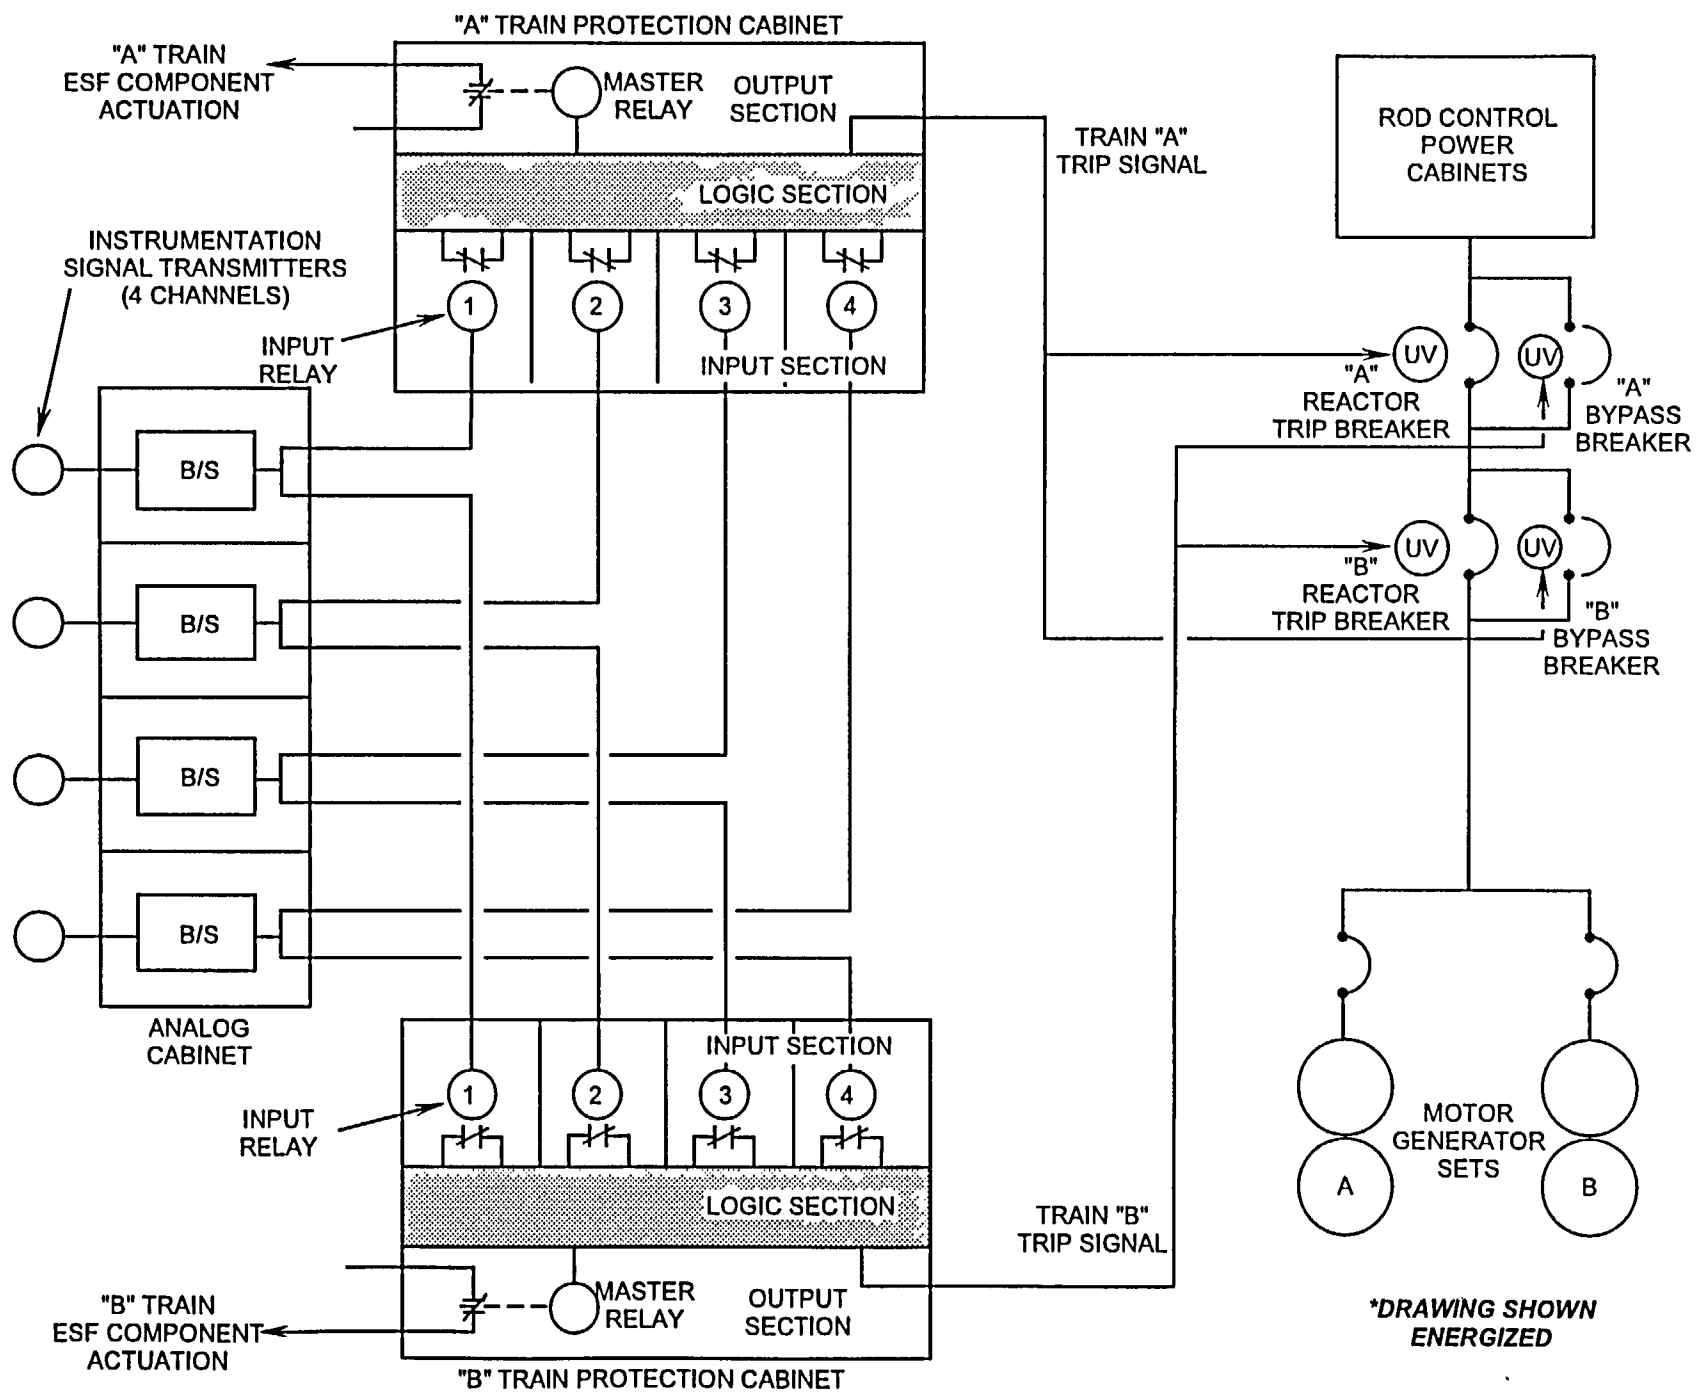 "A" TRAIN PROTECTION CABINET
"A" TRAIN
ESF COMPONENT
ACTUATION
MASTER
RELAY
OUTPUT
SECTION
LOGIC SECTION
TRAIN "A"
TRIP SIGNAL
ROD CONTROL
POWER
CABINETS
INSTRUMENTATION
SIGNAL TRANSMITTERS
(4 CHANNELS)
1
2
3
4
INPUT
RELAY
INPUT SECTION
UV
UV
"A"
REACTOR
TRIP BREAKER
"A"
BYPASS
BREAKER
B/S
B/S
B/S
B/S
ANALOG
CABINET
UV
UV
"B"
REACTOR
TRIP BREAKER
"B"
BYPASS
BREAKER
INPUT SECTION
1
2
3
4
INPUT
RELAY
LOGIC SECTION
TRAIN "B"
TRIP SIGNAL
MOTOR
GENERATOR
SETS
A
B
"B" TRAIN
ESF COMPONENT
ACTUATION
MASTER
RELAY
OUTPUT
SECTION
"B" TRAIN PROTECTION CABINET
*DRAWING SHOWN
ENERGIZED